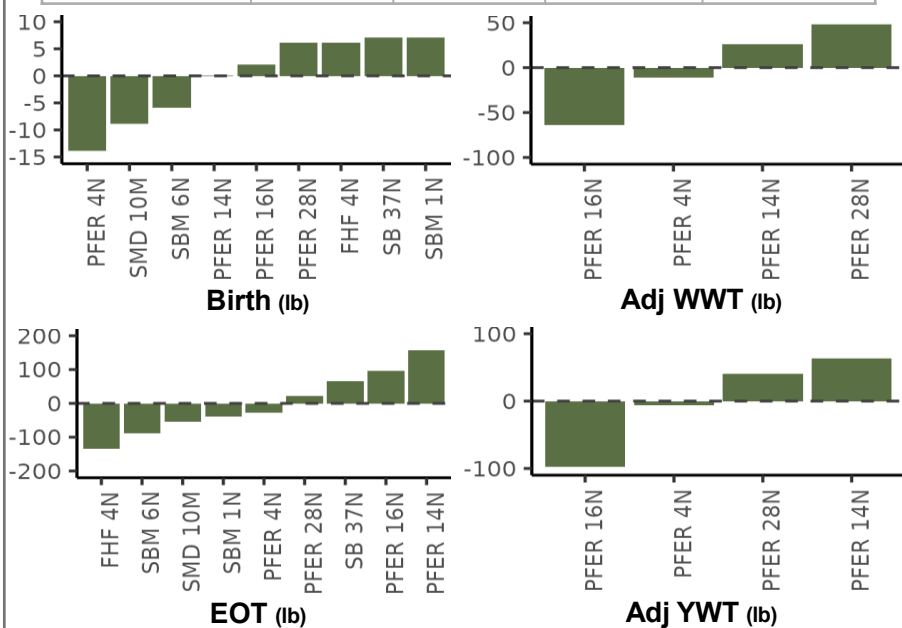 10
5
0
-5
-10
-15
PFER 4N
SMD 10M
SBM 6N
PFER 14N
PFER 16N
PFER 28N
FHF 4N
SB 37N
SBM 1N
Birth (lb)
50
0
-50
-100
PFER 16N
PFER 4N
PFER 14N
PFER 28N
Adj WWT (lb)
200
100
0
-100
-200
FHF 4N
SBM 6N
SMD 10M
SBM 1N
PFER 4N
PFER 28N
SB 37N
PFER 16N
PFER 14N
EOT (lb)
100
0
-100
PFER 16N
PFER 4N
PFER 28N
PFER 14N
Adj YWT (lb)